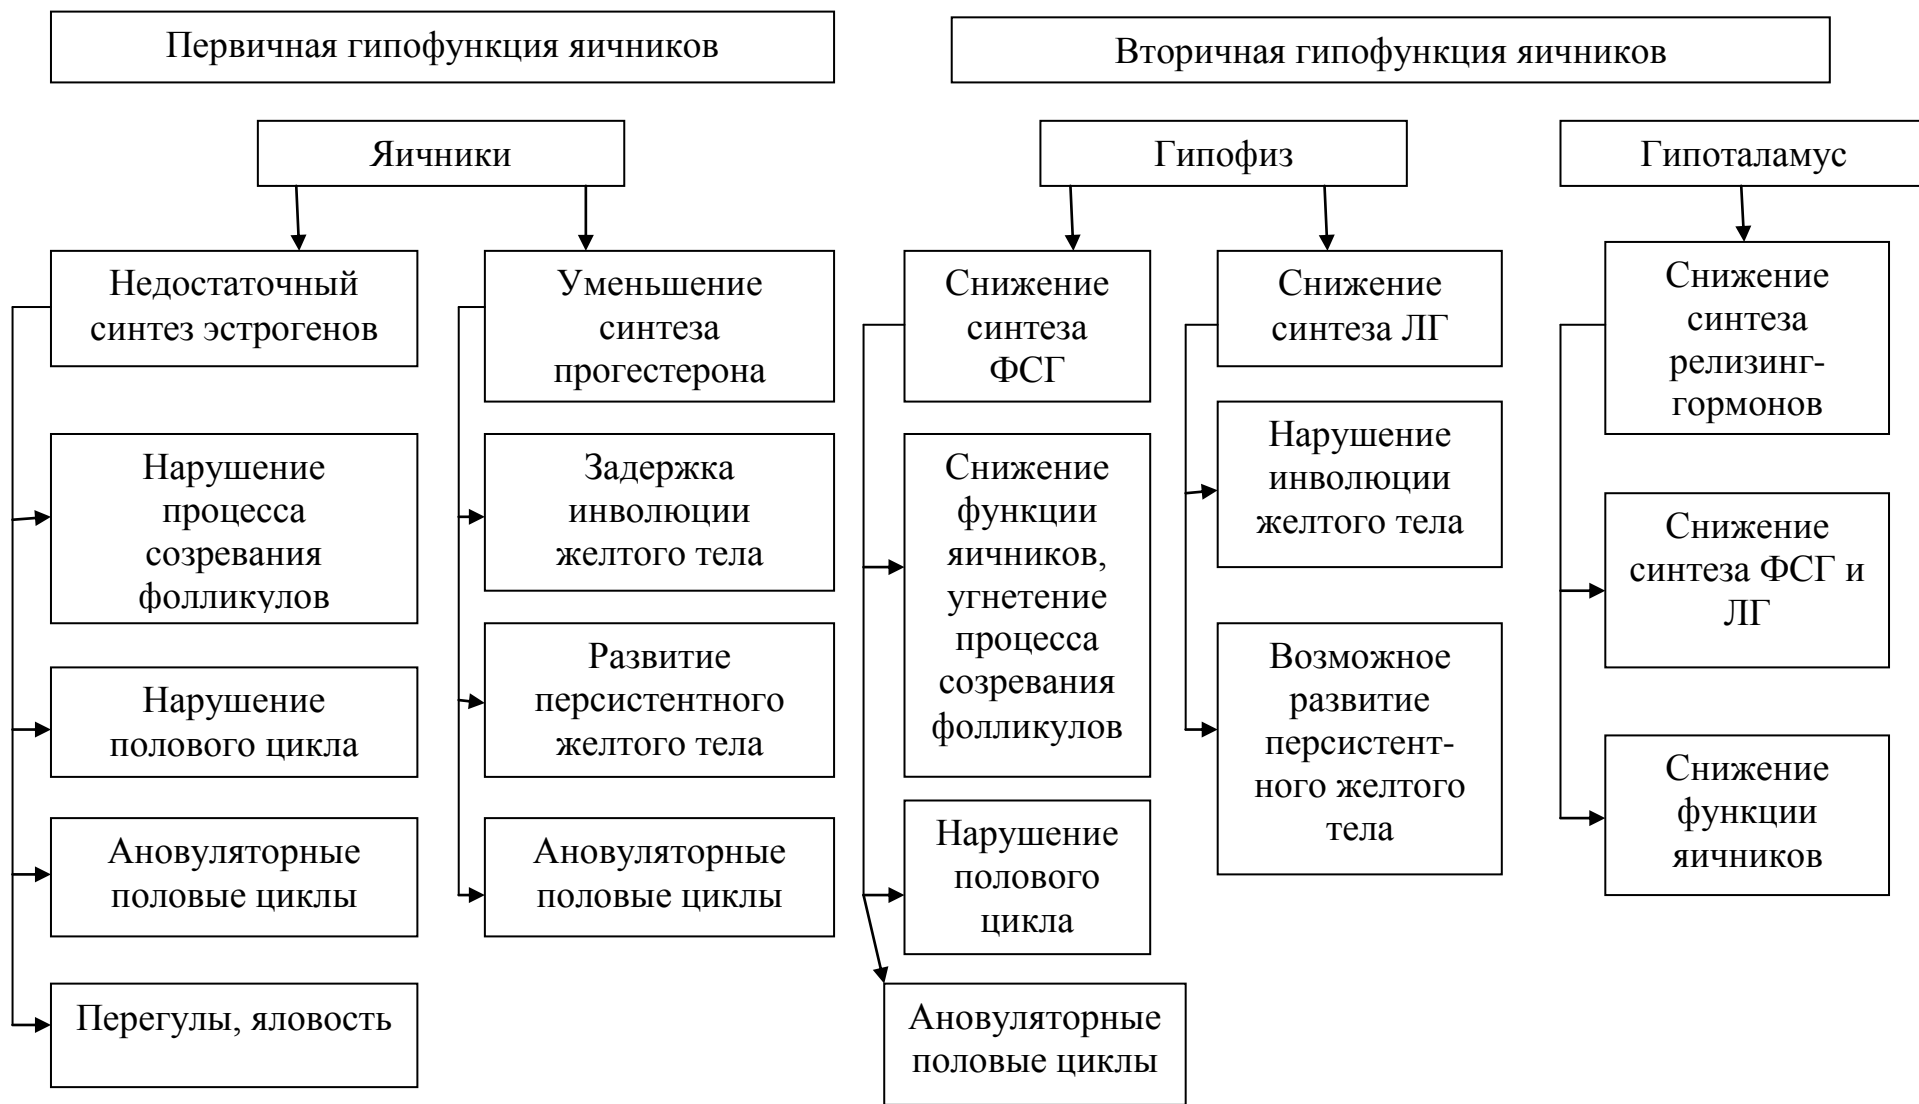 Первичная гипофункция яичников
Вторичная гипофункция яичников
Яичники
Гипофиз
Гипоталамус
Недостаточный
синтез эстрогенов
Уменьшение
синтеза
прогестерона
Снижение
синтеза
ФСГ
Снижение
синтеза ЛГ
Снижение
синтеза
релизинг-
гормонов
Нарушение
процесса
созревания
фолликулов
Задержка
инволюции
желтого тела
Снижение
функции
яичников,
угнетение
процесса
созревания
фолликулов
Нарушение
инволюции
желтого тела
Снижение
синтеза ФСГ и
ЛГ
Нарушение
полового цикла
Развитие
персистентного
желтого тела
Возможное
развитие
персистент-
ного желтого
тела
Снижение
функции
яичников
Ановуляторные
половые циклы
Ановуляторные
половые циклы
Нарушение
полового
цикла
Перегулы, яловость
Ановуляторные
половые циклы